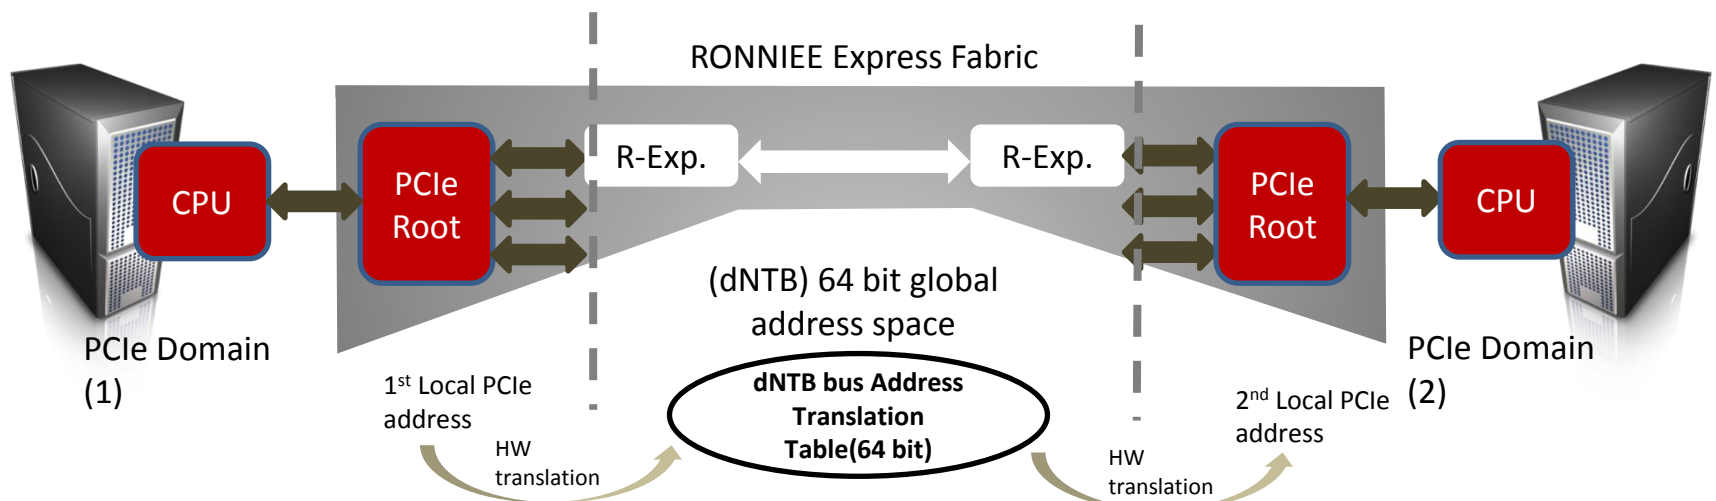 RONNIEE Express Fabric
CPU
PCIe
Root
R-Exp.
R-Exp.
PCIe
Root
CPU
(dNTB) 64 bit global
address space
PCIe Domain
(1)
PCIe Domain
(2)
1st Local PCIe
address
dNTB bus Address
Translation
Table(64 bit)
2nd Local PCIe
address
HW
translation
HW
translation